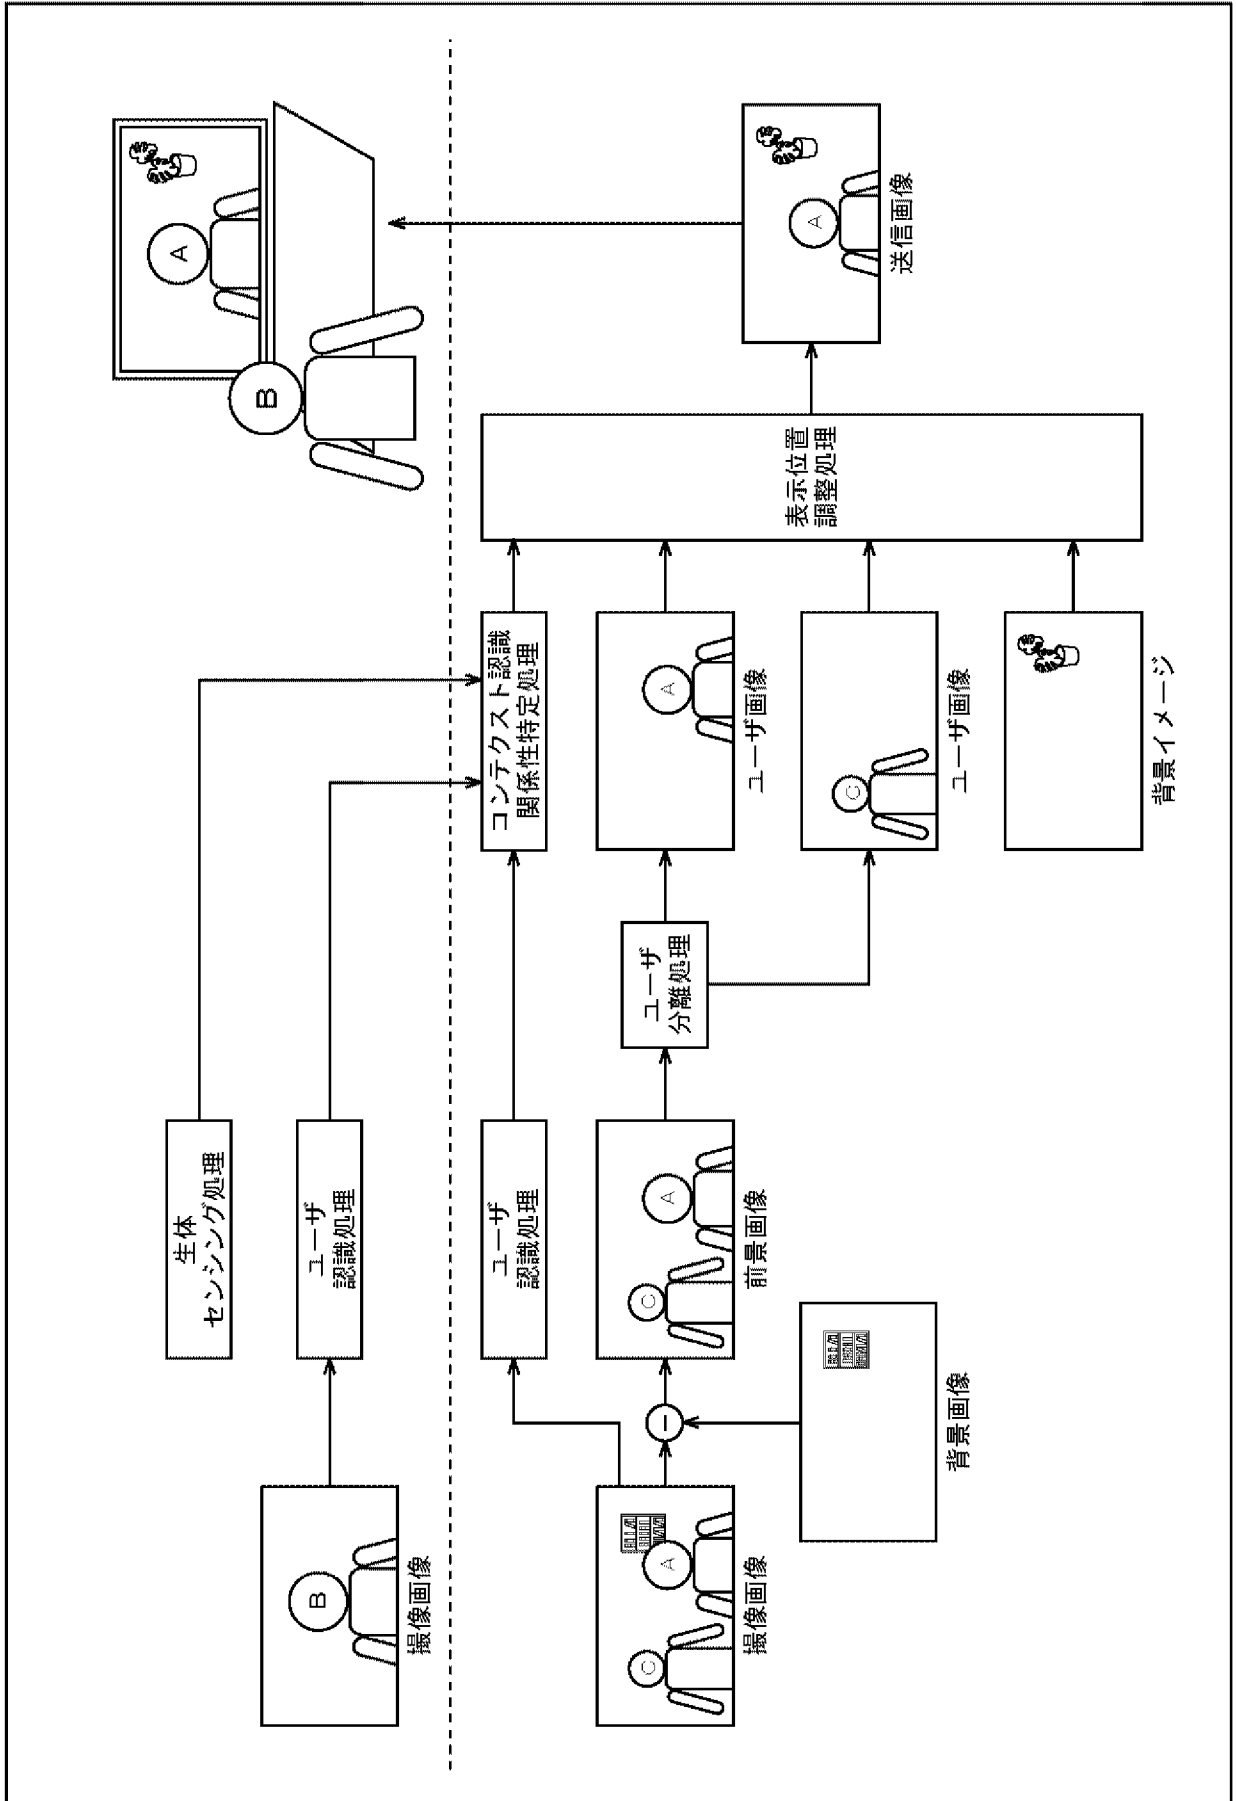 A
B
生体
センシング処理
B
撮像画像
ユーザ
認識処理
ユーザ
認識処理
コンテクスト認識
関係性特定処理
C
A
撮像画像
−
背景画像
C
A
前景画像
ユーザ
分離処理
A
ユーザ画像
C
ユーザ画像
背景イメージ
表示位置
調整処理
A
送信画像